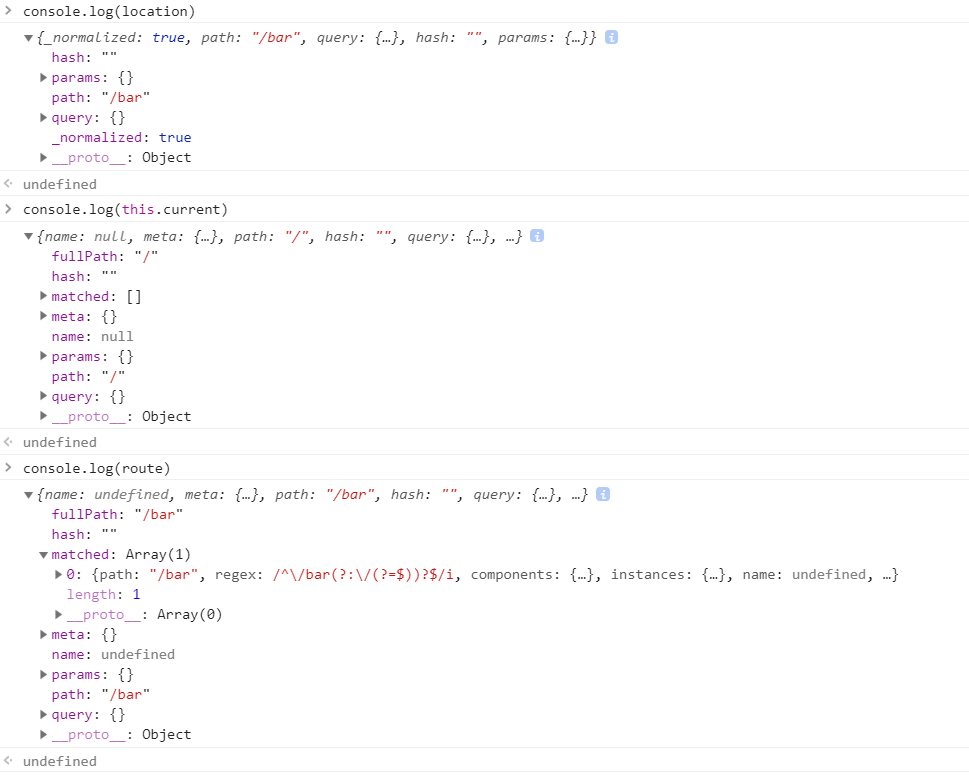 console.log(location)
{_normalized: true, path: "/bar", query: {…}, hash: "", params: {…}}
hash: ""
params: {}
path: "/bar"
query: {}
_normalized: true
__proto__: Object
undefined
console.log(this.current)
{name: null, meta: {…}, path: "/", hash: "", query: {…}, …}
fullPath: "/"
hash: ""
matched: []
meta: {}
name: null
params: {}
path: "/"
query: {}
__proto__: Object
undefined
console.log(route)
{name: undefined, meta: {…}, path: "/bar", hash: "", query: {…}, …}
fullPath: "/bar"
hash: ""
matched: Array(1)
0: {path: "/bar", regex: /^\/bar(?:\/(?=$))?$/i, components: {…}, instances: {…}, name: undefined, …}
length: 1
__proto__: Array(0)
meta: {}
name: undefined
params: {}
path: "/bar"
query: {}
__proto__: Object
undefined